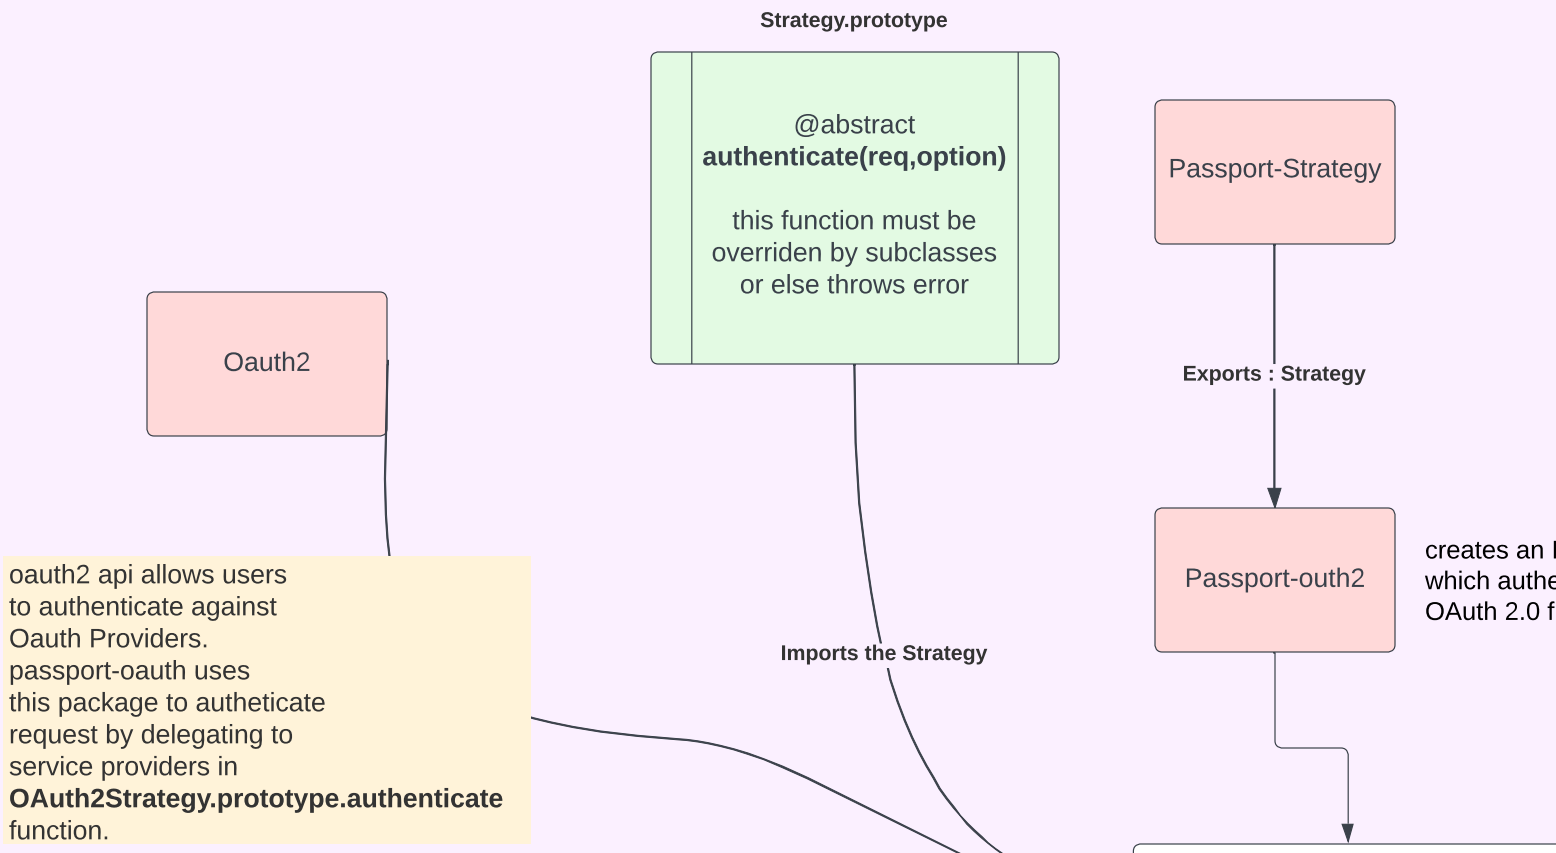 Strategy.prototype
@abstract
authenticate(req,option)
this function must be
overriden by subclasses
or else throws error
Passport-Strategy
Oauth2
Exports : Strategy
Passport-outh2
creates an
which authe
OAuth 2.0 f
oauth2 api allows users
to authenticate against
Oauth Providers.
passport-oauth uses
this package to autheticate
request by delegating to
service providers in
OAuth2Strategy.prototype.authenticate
function.
Imports the Strategy